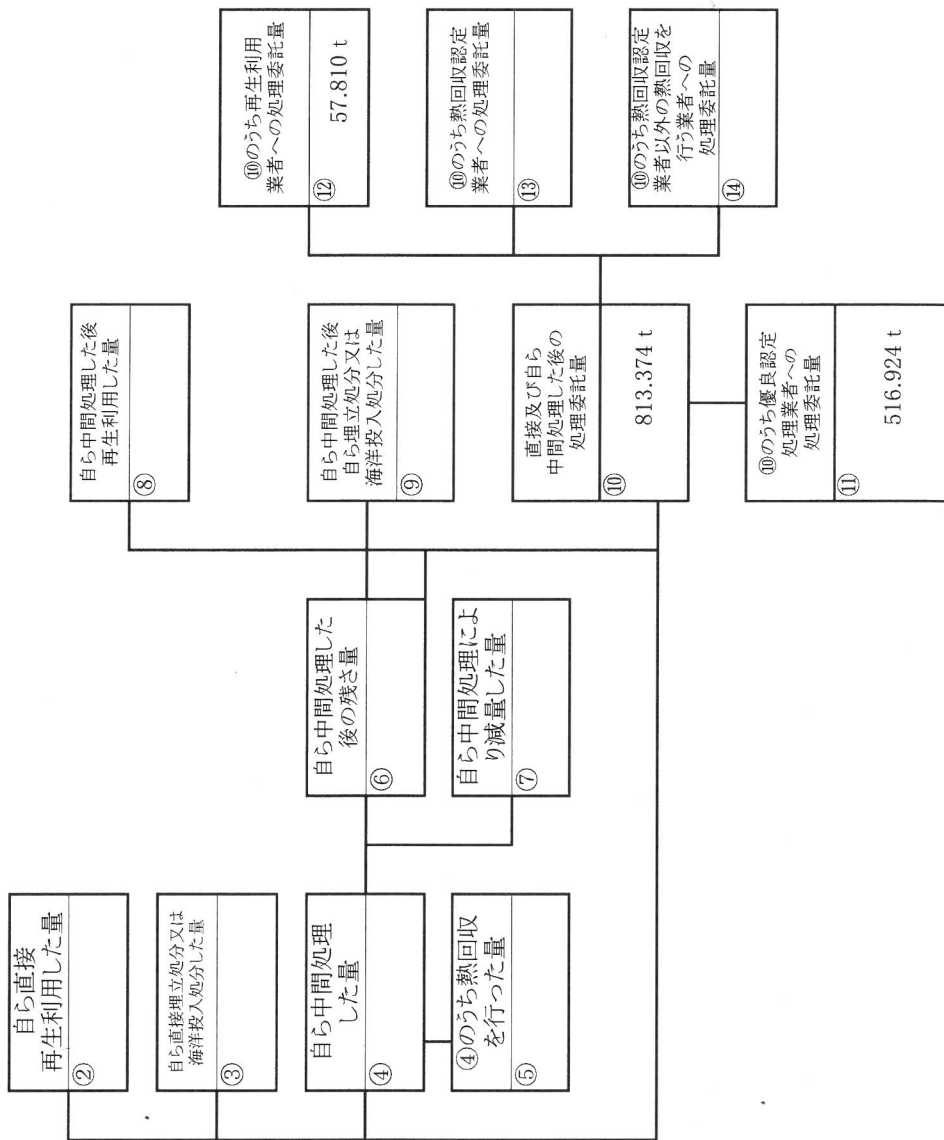 自ら直接
再生利用した量
②
自ら直接埋立処分又は
海洋投入処分した量
③
自ら中間処理
した量
④
④のうち熱回収
を行った量
⑤
自ら中間処理した
後の残さ量
⑥
自ら中間処理によ
り減量した量
⑦
自ら中間処理した後
再生利用した量
⑧
自ら中間処理した後
自ら埋立処分又は
海洋投入処分した量
⑨
直接及び自ら
中間処理した後の
処理委託量
⑩
813.374 t
⑩のうち優良認定
処理業者への
処理委託量
⑪
516.924 t
⑩のうち再生利用
業者への処理委託量
⑫
57.810 t
⑩のうち熱回収認定
業者への処理委託量
⑬
⑩のうち熱回収認定
業者以外の熱回収を
行う業者への
処理委託量
⑭